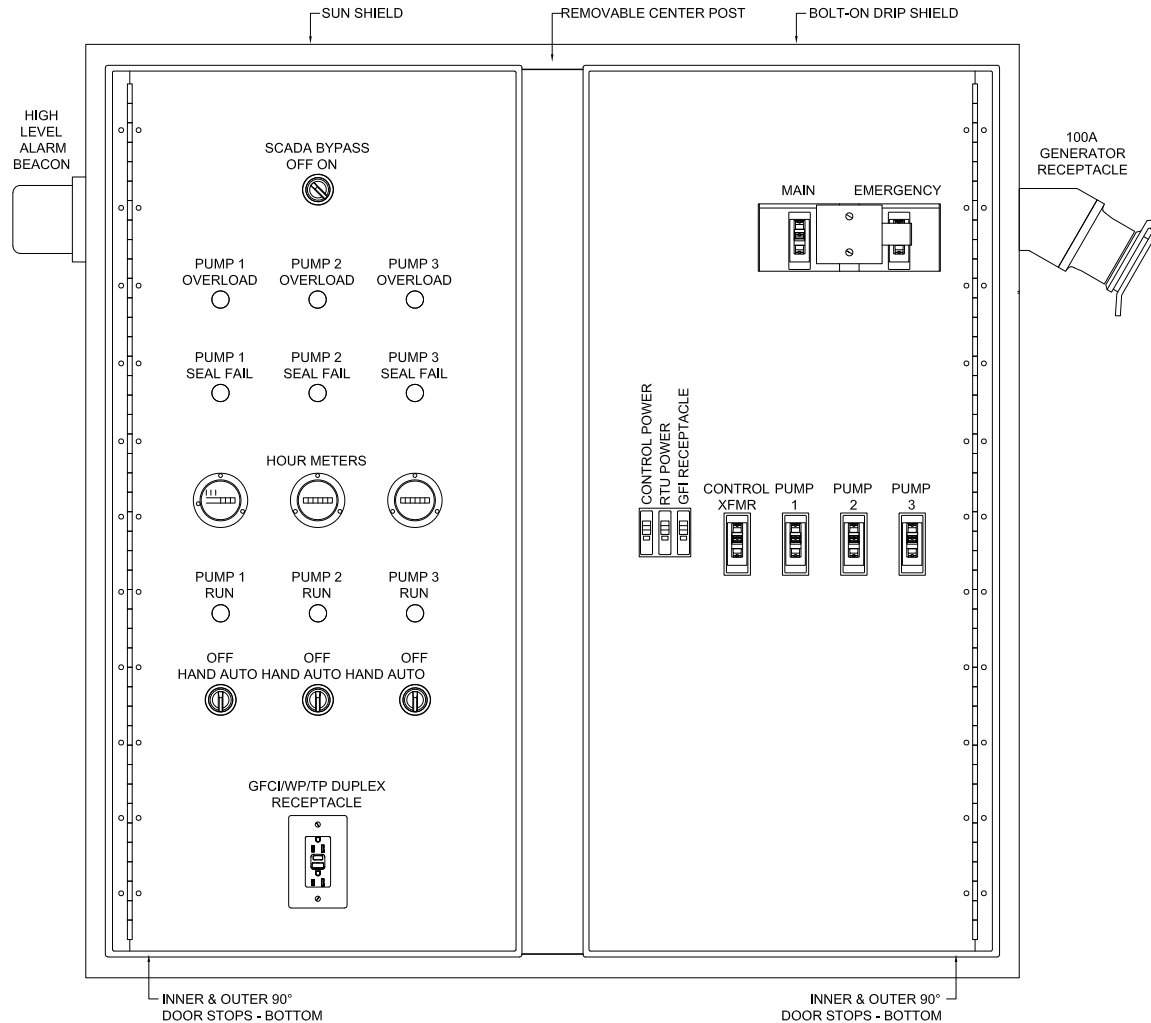 SUN SHIELD
REMOVABLE CENTER POST
BOLT-ON DRIP SHIELD
HIGH
LEVEL
ALARM
BEACON
SCADA BYPASS
OFF ON
100A
GENERATOR
RECEPTACLE
MAIN
EMERGENCY
PUMP 1
OVERLOAD
PUMP 2
OVERLOAD
PUMP 3
OVERLOAD
PUMP 1
SEAL FAIL
PUMP 2
SEAL FAIL
PUMP 3
SEAL FAIL
HOUR METERS
CONTROL POWER
RTU POWER
GFI RECEPTACLE
CONTROL
XFMR
PUMP
1
PUMP
2
PUMP
3
PUMP 1
RUN
PUMP 2
RUN
PUMP 3
RUN
OFF
HAND AUTO
OFF
HAND AUTO
OFF
HAND AUTO
GFCI/WP/TP DUPLEX
RECEPTACLE
INNER & OUTER 90°
DOOR STOPS - BOTTOM
INNER & OUTER 90°
DOOR STOPS - BOTTOM